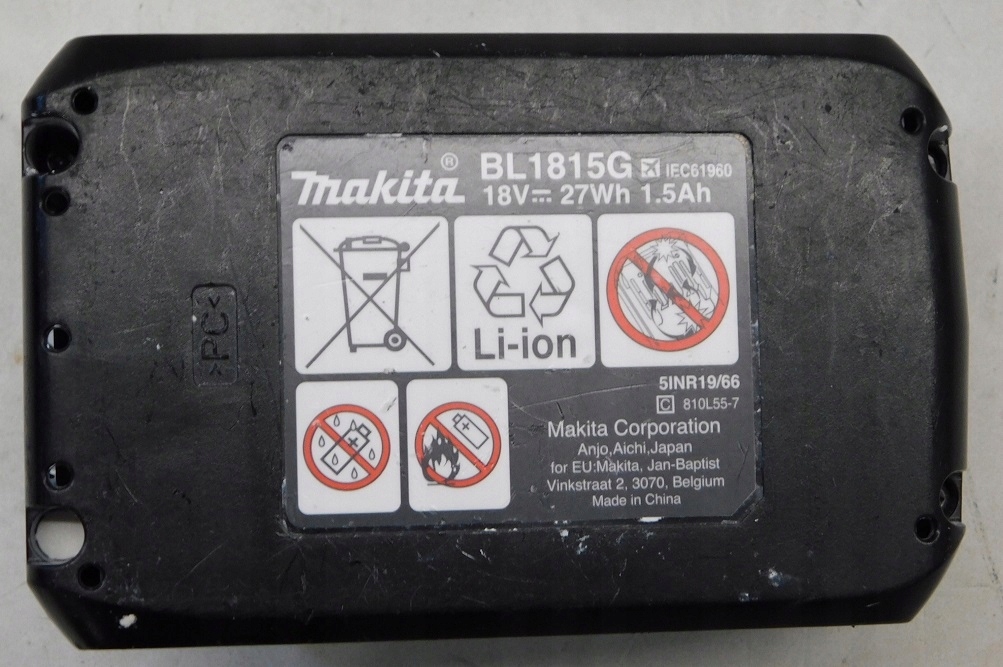 makita®
BL1815G IEC61960
18V⎓ 27Wh 1.5Ah
Li-ion
>PC<
5INR19/66
C 810L55-7
Makita Corporation
Anjo,Aichi,Japan
for EU:Makita, Jan-Baptist
Vinkstraat 2, 3070, Belgium
Made in China